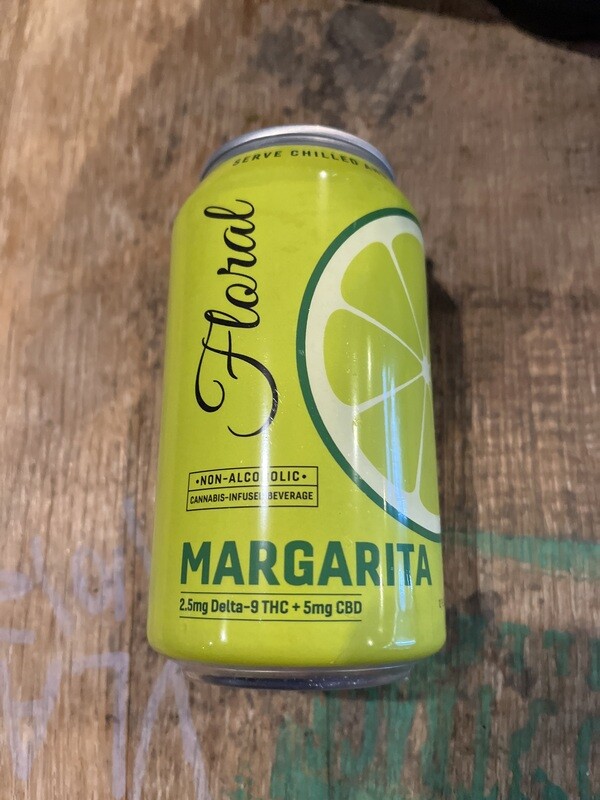 SERVE CHILLED
Floral
•NON-ALCOHOLIC•
CANNABIS-INFUSED BEVERAGE
MARGARITA
2.5mg Delta-9 THC + 5mg CBD